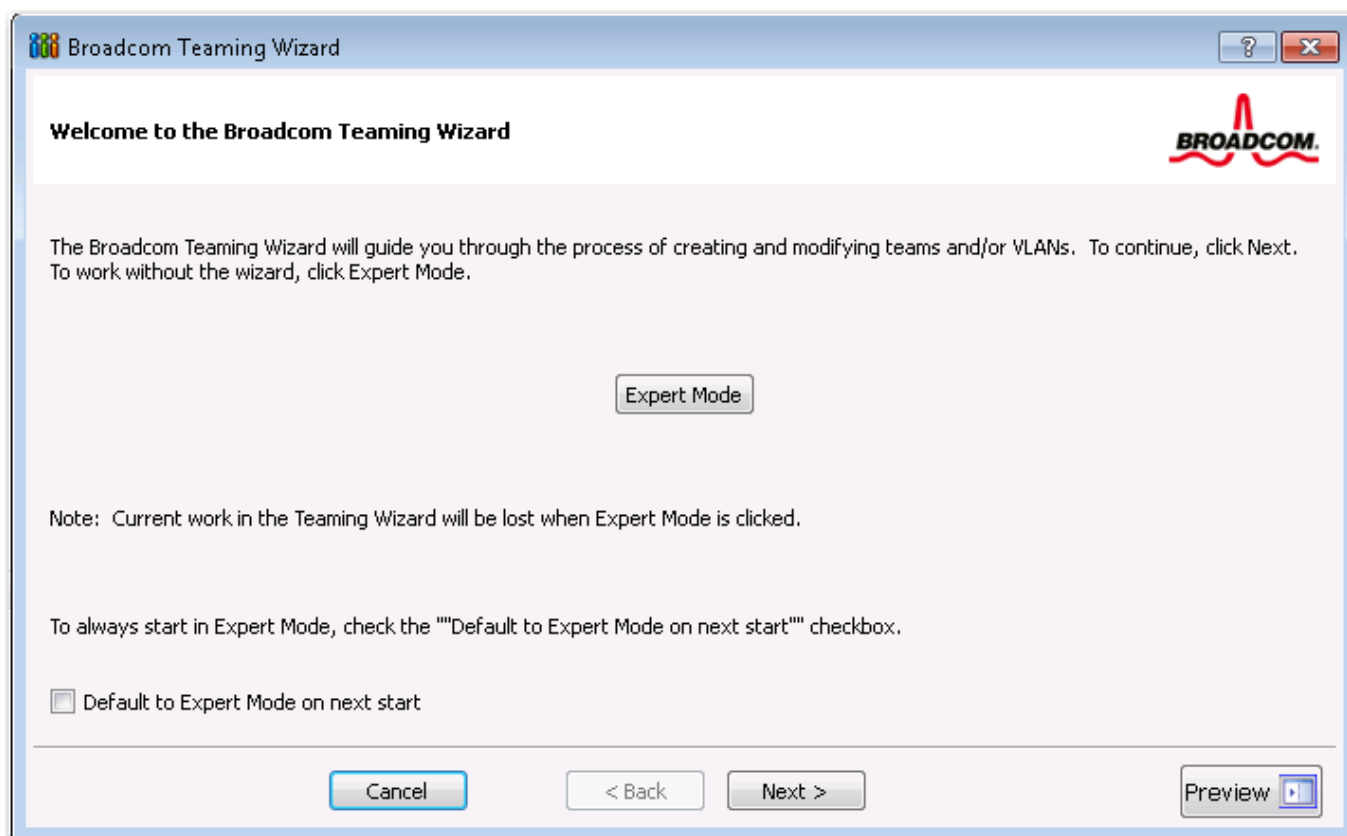 Broadcom Teaming Wizard
Welcome to the Broadcom Teaming Wizard
BROADCOM.
The Broadcom Teaming Wizard will guide you through the process of creating and modifying teams and/or VLANs.  To continue, click Next.
To work without the wizard, click Expert Mode.
Expert Mode
Note:  Current work in the Teaming Wizard will be lost when Expert Mode is clicked.
To always start in Expert Mode, check the ""Default to Expert Mode on next start"" checkbox.
Default to Expert Mode on next start
Cancel
< Back
Next >
Preview